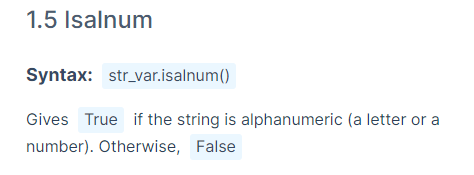 1.5 Isalnum
Syntax: str_var.isalnum()
Gives True if the string is alphanumeric (a letter or a
number). Otherwise, False